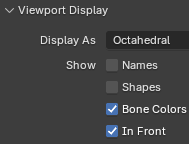 Viewport Display
Display As Octahedral
Show Names
Shapes
Bone Colors
In Front